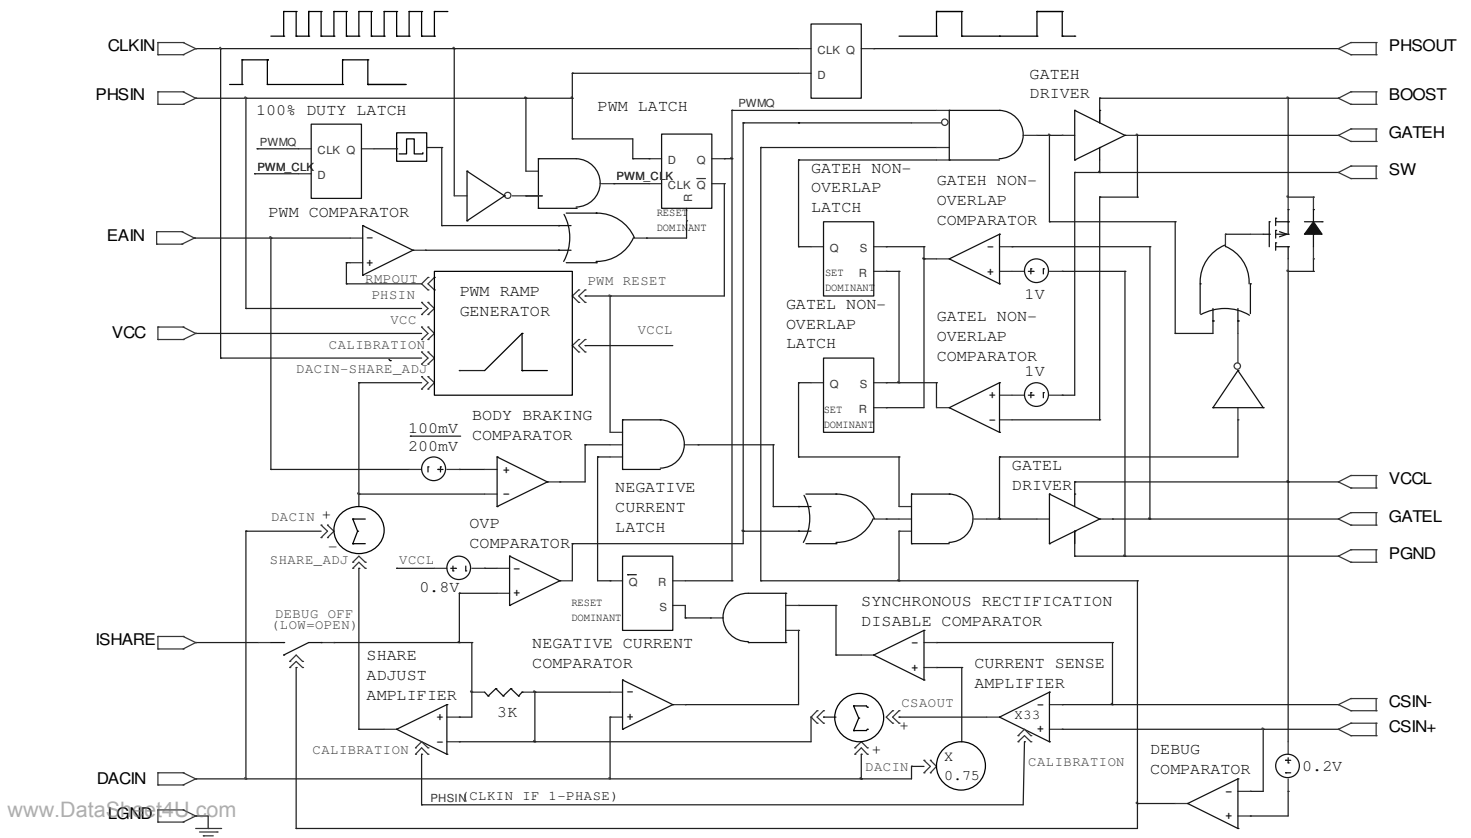 CLKIN
PHSIN
EAIN
VCC
ISHARE
DACIN
LGND
www.DataSheet4U.com
100% DUTY LATCH
PWMQ
PWM_CLK
CLK Q
D
PWM COMPARATOR
−
+
RMPOUT
PHSIN
VCC
CALIBRATION
DACIN-SHARE_ADJ
PWM RAMP
GENERATOR
PWM RESET
VCCL
PWM LATCH
PWM_CLK
D Q
CLK Q
R
RESET
DOMINANT
PWMQ
CLK Q
D
GATEH
DRIVER
GATEH NON-
OVERLAP
LATCH
Q S
SET R
DOMINANT
GATEH NON-
OVERLAP
COMPARATOR
−
+
1V
GATEL NON-
OVERLAP
LATCH
Q S
SET R
DOMINANT
GATEL NON-
OVERLAP
COMPARATOR
1V
+
−
GATEL
DRIVER
BODY BRAKING
COMPARATOR
100mV
200mV
+
−
NEGATIVE
CURRENT
LATCH
DACIN +
−
Σ
SHARE_ADJ
OVP
COMPARATOR
VCCL
0.8V
−
+
Q R
S
RESET
DOMINANT
DEBUG OFF
(LOW=OPEN)
SHARE
ADJUST
AMPLIFIER
+
−
CALIBRATION
3K
NEGATIVE CURRENT
COMPARATOR
−
+
SYNCHRONOUS RECTIFICATION
DISABLE COMPARATOR
−
+
CURRENT SENSE
AMPLIFIER
X33
−
+
CSAOUT
+
Σ
+
DACIN
X
0.75
CALIBRATION
PHSIN(CLKIN IF 1-PHASE)
DEBUG
COMPARATOR
−
+
0.2V
PHSOUT
BOOST
GATEH
SW
VCCL
GATEL
PGND
CSIN-
CSIN+